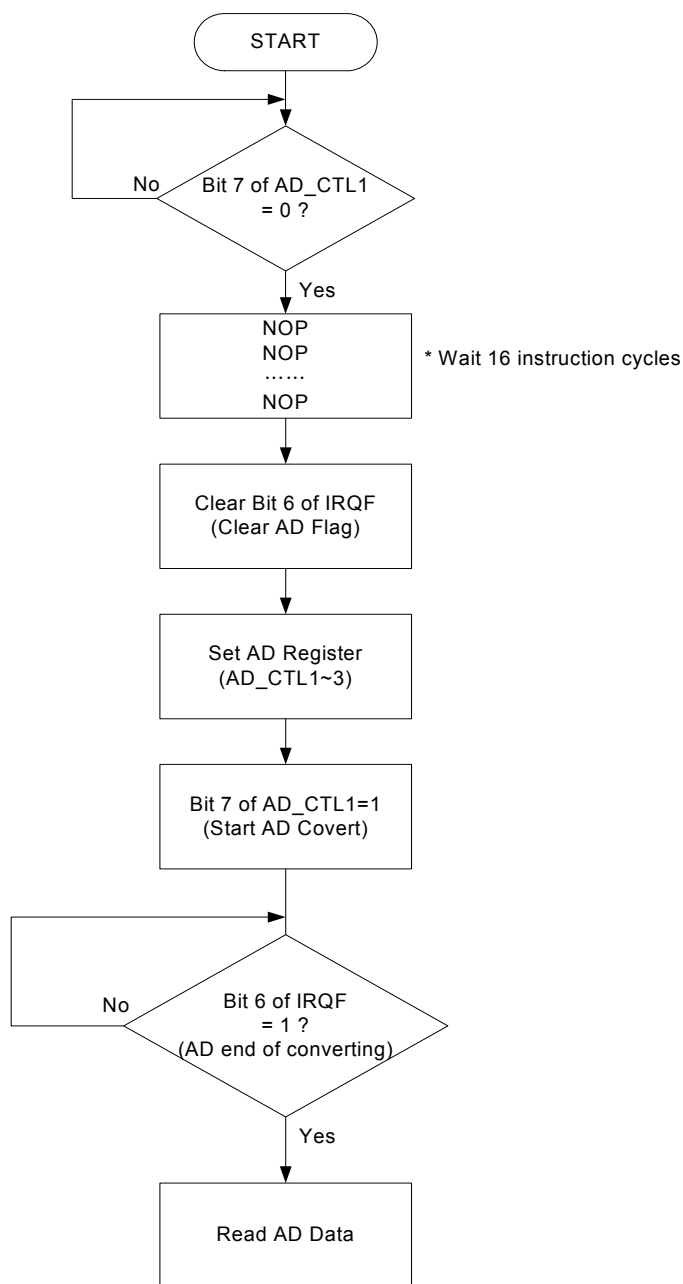 START
No
Bit 7 of AD_CTL1
= 0 ?
Yes
NOP
NOP
……
NOP
* Wait 16 instruction cycles
Clear Bit 6 of IRQF
(Clear AD Flag)
Set AD Register
(AD_CTL1~3)
Bit 7 of AD_CTL1=1
(Start AD Covert)
No
Bit 6 of IRQF
= 1 ?
(AD end of converting)
Yes
Read AD Data